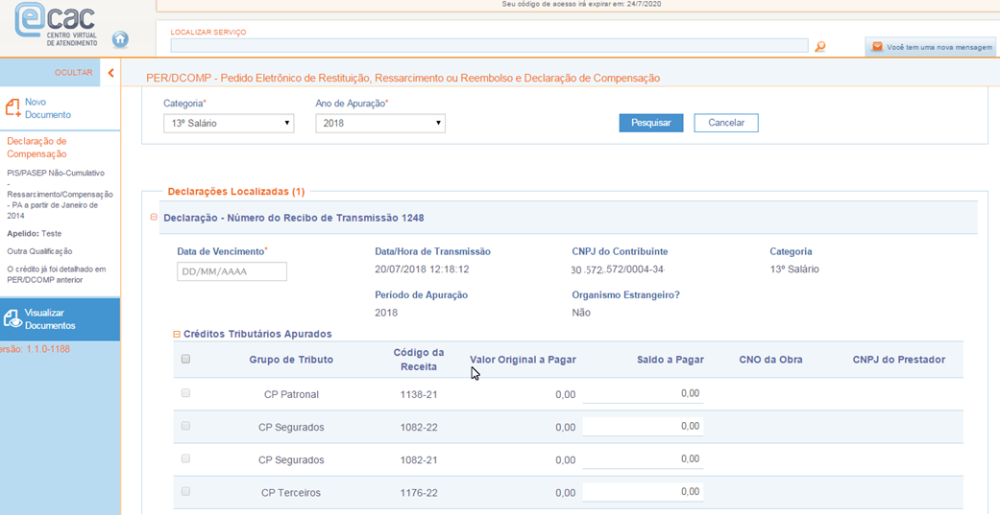 Seu código de acesso irá expirar em: 24/7/2020
ecac
CENTRO VIRTUAL
DE ATENDIMENTO
LOCALIZAR SERVIÇO
Você tem uma nova mensagem
OCULTAR
PER/DCOMP - Pedido Eletrônico de Restituição, Ressarcimento ou Reembolso e Declaração de Compensação
Novo
Documento
Declaração de
Compensação
PIS/PASEP Não-Cumulativo
-
Ressarcimento/Compensação
- PA a partir de Janeiro de
2014
Apelido: Teste
Outra Qualificação
O crédito já foi detalhado em
PER/DCOMP anterior
Visualizar
Documentos
ersão: 1.1.0-1188
Categoria*
Ano de Apuração*
13º Salário
2018
Pesquisar
Cancelar
Declarações Localizadas (1)
Declaração - Número do Recibo de Transmissão 1248
Data de Vencimento*
Data/Hora de Transmissão
CNPJ do Contribuinte
Categoria
DD/MM/AAAA
20/07/2018 12:18:12
30.572.572/0004-34
13º Salário
Período de Apuração
Organismo Estrangeiro?
2018
Não
Créditos Tributários Apurados
Grupo de Tributo
Código da
Receita
Valor Original a Pagar
Saldo a Pagar
CNO da Obra
CNPJ do Prestador
CP Patronal 1138-21 0,00 0,00
CP Segurados 1082-22 0,00 0,00
CP Segurados 1082-21 0,00 0,00
CP Terceiros 1176-22 0,00 0,00